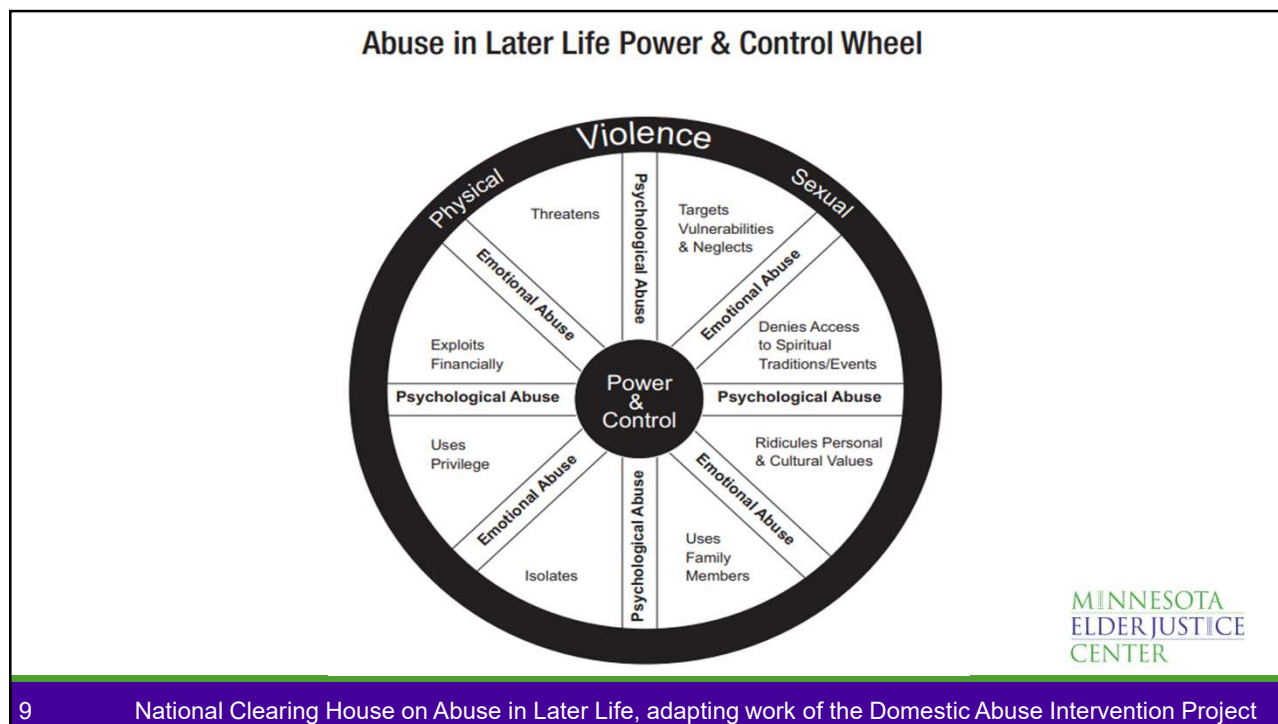 Abuse in Later Life Power & Control Wheel
Violence
Physical
Sexual
Threatens
Psychological Abuse
Targets
Vulnerabilities
& Neglects
Emotional Abuse
Emotional Abuse
Exploits
Financially
Denies Access
to Spiritual
Traditions/Events
Psychological Abuse
Power
&
Control
Psychological Abuse
Uses
Privilege
Ridicules Personal
& Cultural Values
Emotional Abuse
Emotional Abuse
Isolates
Psychological Abuse
Uses
Family
Members
MINNESOTA
ELDER JUSTICE
CENTER
9 National Clearing House on Abuse in Later Life, adapting work of the Domestic Abuse Intervention Project